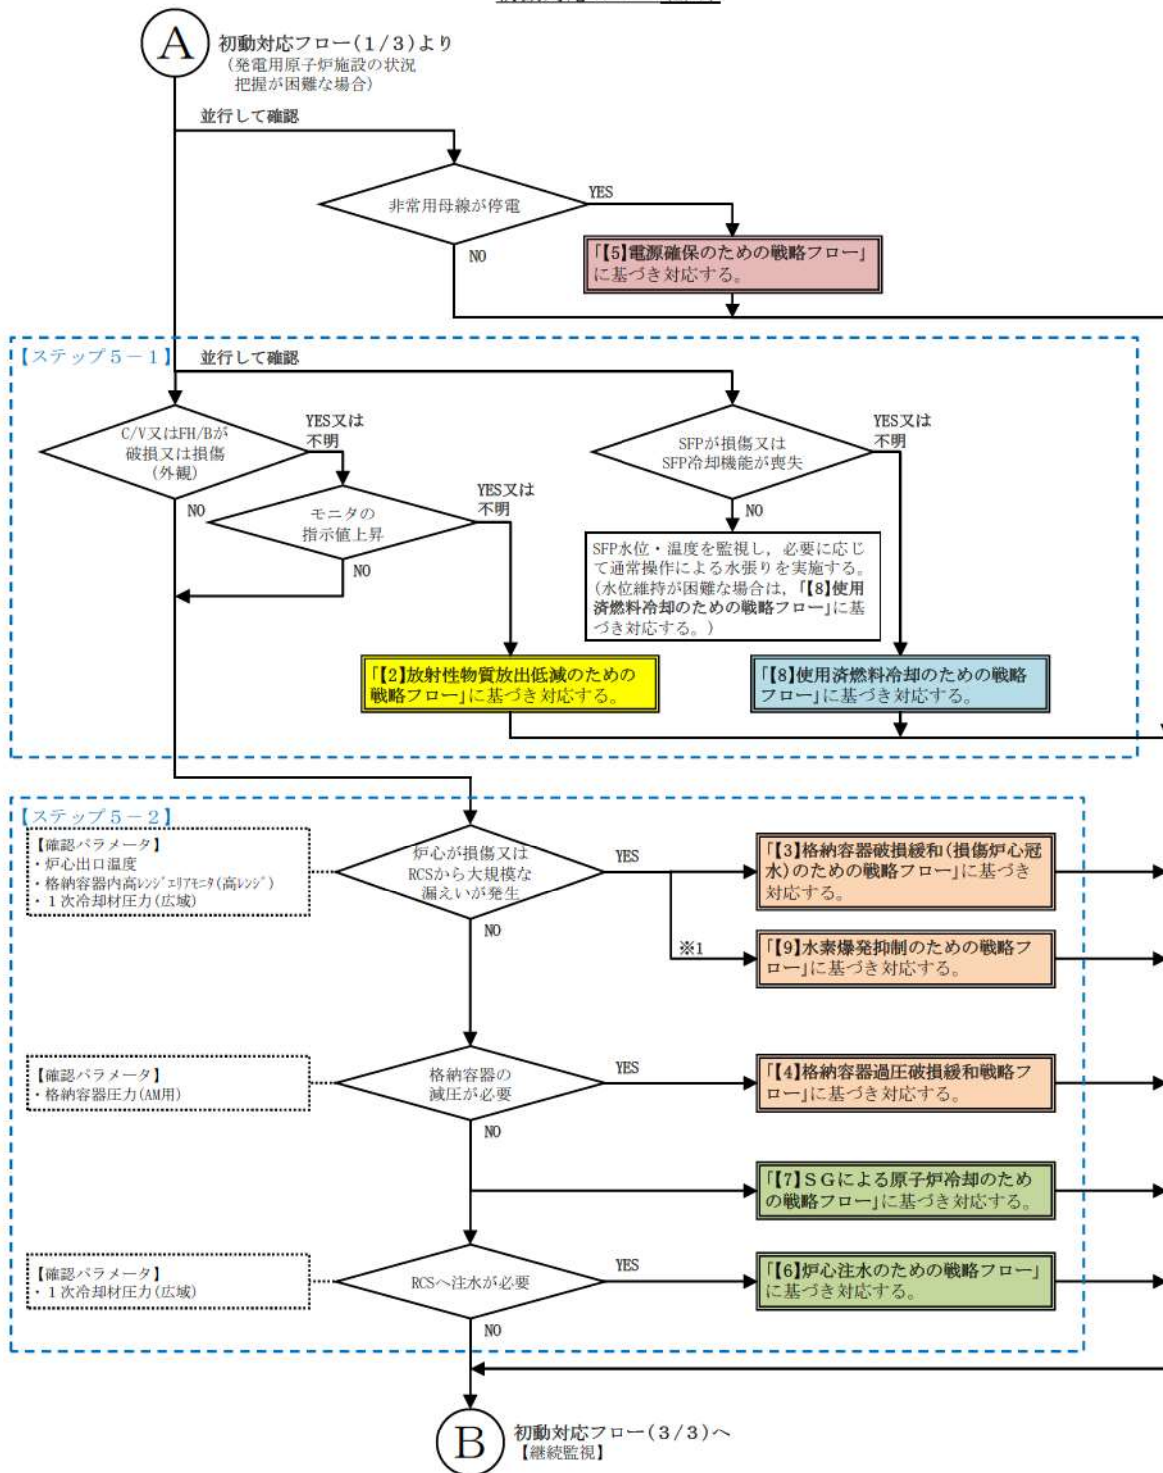 A
初動対応フロー(1/3)より
(発電用原子炉施設の状況
把握が困難な場合)
並行して確認
非常用母線が停電
YES
NO
「【5】電源確保のための戦略フロー」
に基づき対応する。
【ステップ5-1】
並行して確認
C/V又はFH/Bが
破損又は損傷
(外観)
YES又は
不明
NO
モニタの
指示値上昇
YES又は
不明
NO
SFPが損傷又は
SFP冷却機能が喪失
YES又は
不明
NO
SFP水位・温度を監視し，必要に応じ
て通常操作による水張りを実施する。
(水位維持が困難な場合は，「【8】使用
済燃料冷却のための戦略フロー」に基
づき対応する。)
「【2】放射性物質放出低減のための
戦略フロー」に基づき対応する。
「【8】使用済燃料冷却のための戦略
フロー」に基づき対応する。
【ステップ5-2】
【確認パラメータ】
・炉心出口温度
・格納容器内高レンジエリアモニタ(高レンジ)
・１次冷却材圧力(広域)
炉心が損傷又は
RCSから大規模な
漏えいが発生
YES
NO
※1
「【3】格納容器破損緩和(損傷炉心冠
水)のための戦略フロー」に基づき
対応する。
「【9】水素爆発抑制のための戦略フ
ロー」に基づき対応する。
【確認パラメータ】
・格納容器圧力(AM用)
格納容器の
減圧が必要
YES
NO
「【4】格納容器過圧破損緩和戦略フ
ロー」に基づき対応する。
「【7】ＳＧによる原子炉冷却のため
の戦略フロー」に基づき対応する。
【確認パラメータ】
・１次冷却材圧力(広域)
RCSへ注水が必要
YES
NO
「【6】炉心注水のための戦略フロー」
に基づき対応する。
B
初動対応フロー(3/3)へ
【継続監視】